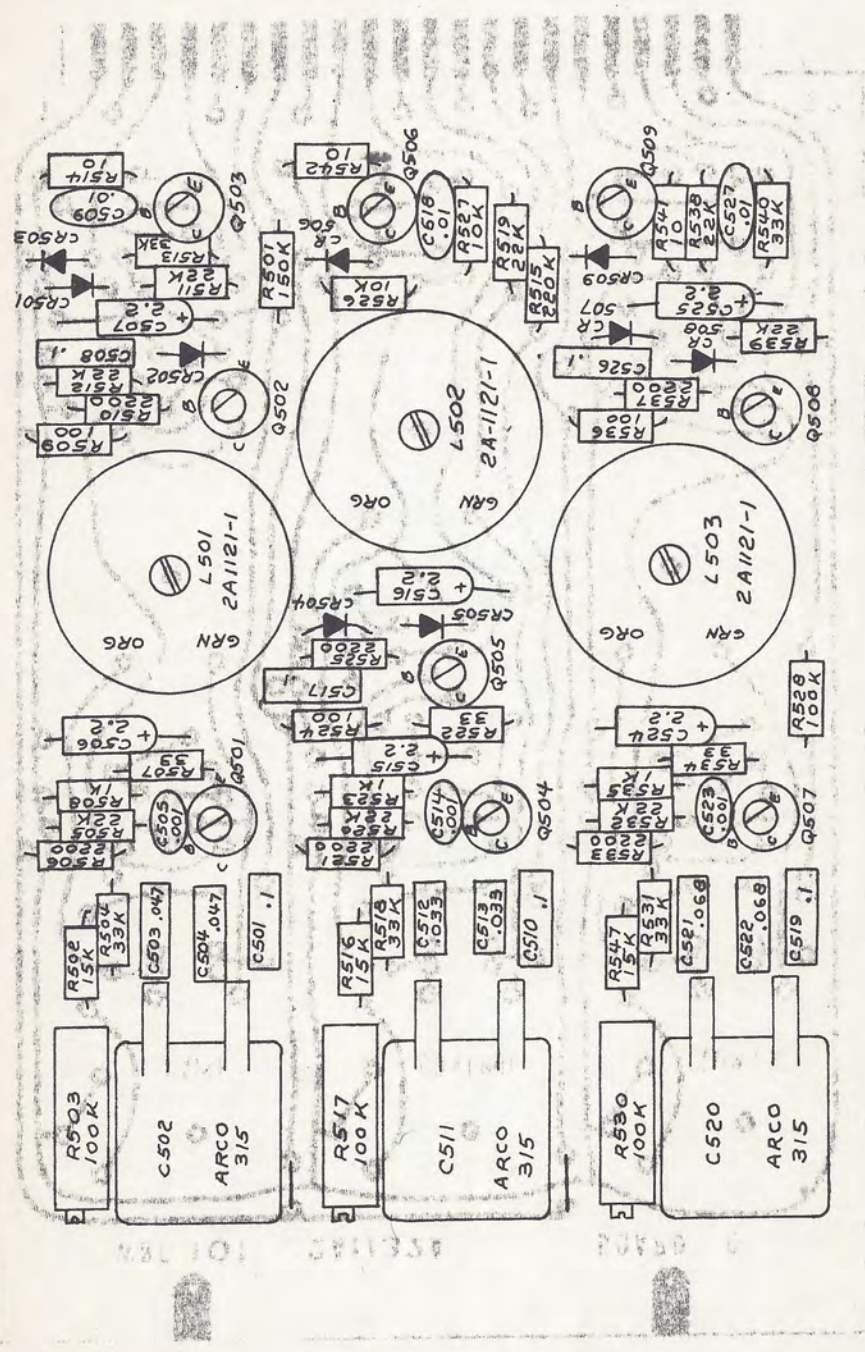 R514
10
C509
.01
Q503
B
E
C
CR503
CR501
R513
33K
R511
22K
C507
2.2
+
R501
150K
C508
.1
R512
22K
R510
2200
R509
100
CR502
Q502
B
E
C
R542
10
Q506
B
E
C
C618
.01
R527
10K
CR
506
R526
10K
R519
22K
R515
220K
Q509
B
E
C
R541
10
R538
22K
C527
.01
R540
33K
CR509
C525
2.2
+
CR
507
CR
508
R539
22K
C526
.1
R537
2200
R536
100
Q508
B
E
C
L502
2A-1121-1
ORG
GRN
L501
2A1121-1
ORG
GRN
L503
2A1121-1
ORG
GRN
C516
2.2
+
CR504
CR505
R525
2200
C517
.1
R524
100
R522
33
Q505
B
E
C
R528
100K
C506
2.2
+
R507
33
R508
1K
R505
22K
R506
2200
C505
.001
Q501
B
E
C
C515
2.2
+
R523
1K
R520
22K
R521
2200
C514
.001
Q504
B
E
C
C524
2.2
+
R534
33
R535
1K
R532
22K
R533
2200
C523
.001
Q507
B
E
C
R502
15K
R504
33K
C503 .047
C504 .047
C501 .1
R516
15K
R518
33K
C512
.033
C513
.033
C510 .1
R547
15K
R531
33K
C521
.068
C522
.068
C519 .1
R503
100K
C502
ARCO
315
R517
100K
C511
ARCO
315
R530
100K
C520
ARCO
315